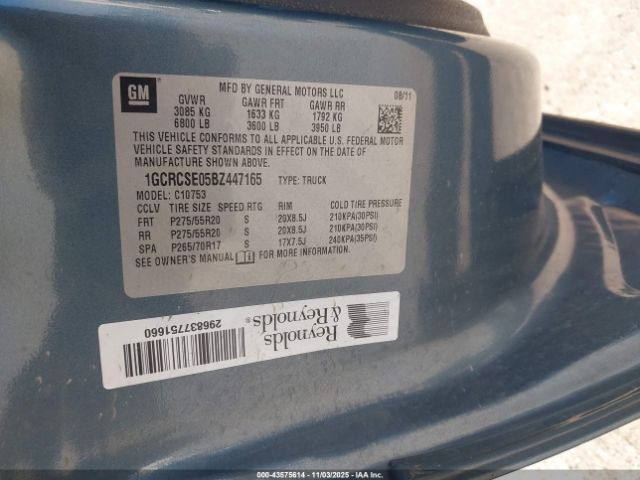 GM
MFD BY GENERAL MOTORS LLC
08/11
GVWR GAWR FRT GAWR RR
3085 KG 1633 KG 1792 KG
6800 LB 3600 LB 3950 LB
THIS VEHICLE CONFORMS TO ALL APPLICABLE U.S. FEDERAL MOTOR
VEHICLE SAFETY STANDARDS IN EFFECT ON THE DATE OF
MANUFACTURE SHOWN ABOVE.
1GCRCSE05BZ447165 TYPE: TRUCK
MODEL: C10753
CCLV TIRE SIZE SPEED RTG RIM COLD TIRE PRESSURE
FRT P275/55R20 S 20X8.5J 210KPA(30PSI)
RR P275/55R20 S 20X8.5J 210KPA(30PSI)
SPA P265/70R17 S 17X7.5J 240KPA(35PSI)
SEE OWNER'S MANUAL FOR MORE INFORMATION.
Reynolds
& Reynolds®
296837751660
000-43575614 - 11/03/2025 - IAAI.COM